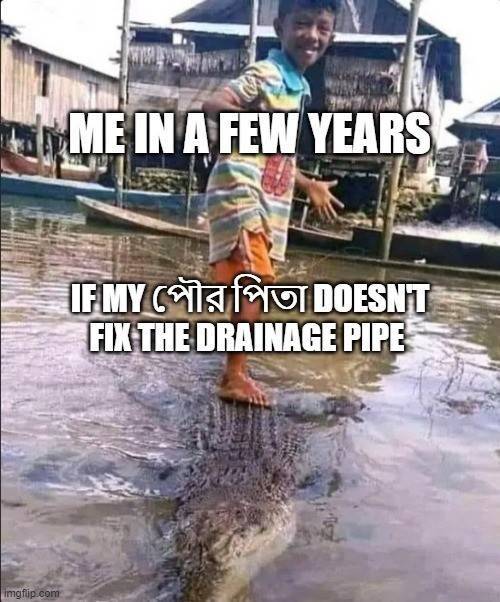 ME IN A FEW YEARS
IF MY পৌর পিতা DOESN'T
FIX THE DRAINAGE PIPE
imgflip.com